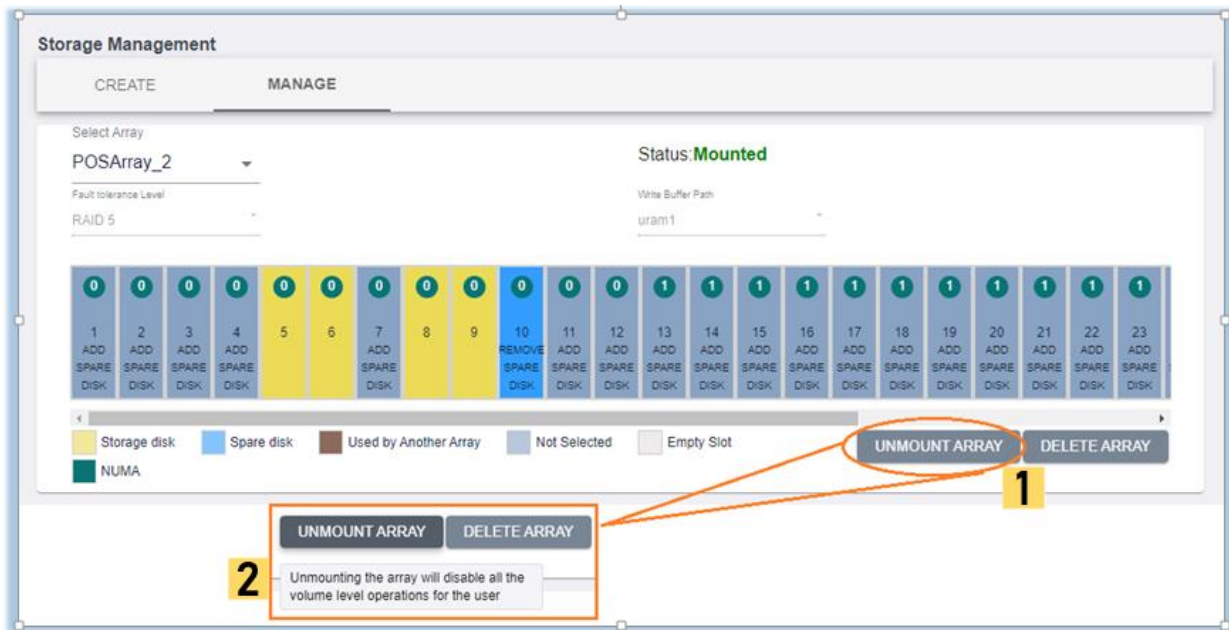 Storage Management
CREATE MANAGE
Select Array
POSArray_2
Status:Mounted
Fault tolerance Level
Write Buffer Path
RAID 5
uram1
0 0 0 0 0 0 0 0 0 0 0 0 1 1 1 1 1 1 1 1 1 1 1
1 2 3 4 5 6 7 8 9 10 11 12 13 14 15 16 17 18 19 20 21 22 23
ADD ADD ADD ADD ADD REMOVE ADD ADD ADD ADD ADD ADD ADD ADD ADD ADD ADD ADD ADD
SPARE SPARE SPARE SPARE SPARE SPARE SPARE SPARE SPARE SPARE SPARE SPARE SPARE SPARE SPARE SPARE SPARE SPARE SPARE
DISK DISK DISK DISK DISK DISK DISK DISK DISK DISK DISK DISK DISK DISK DISK DISK DISK DISK DISK
Storage disk Spare disk Used by Another Array Not Selected Empty Slot
UNMOUNT ARRAY DELETE ARRAY
NUMA
1
UNMOUNT ARRAY DELETE ARRAY
2
Unmounting the array will disable all the
volume level operations for the user